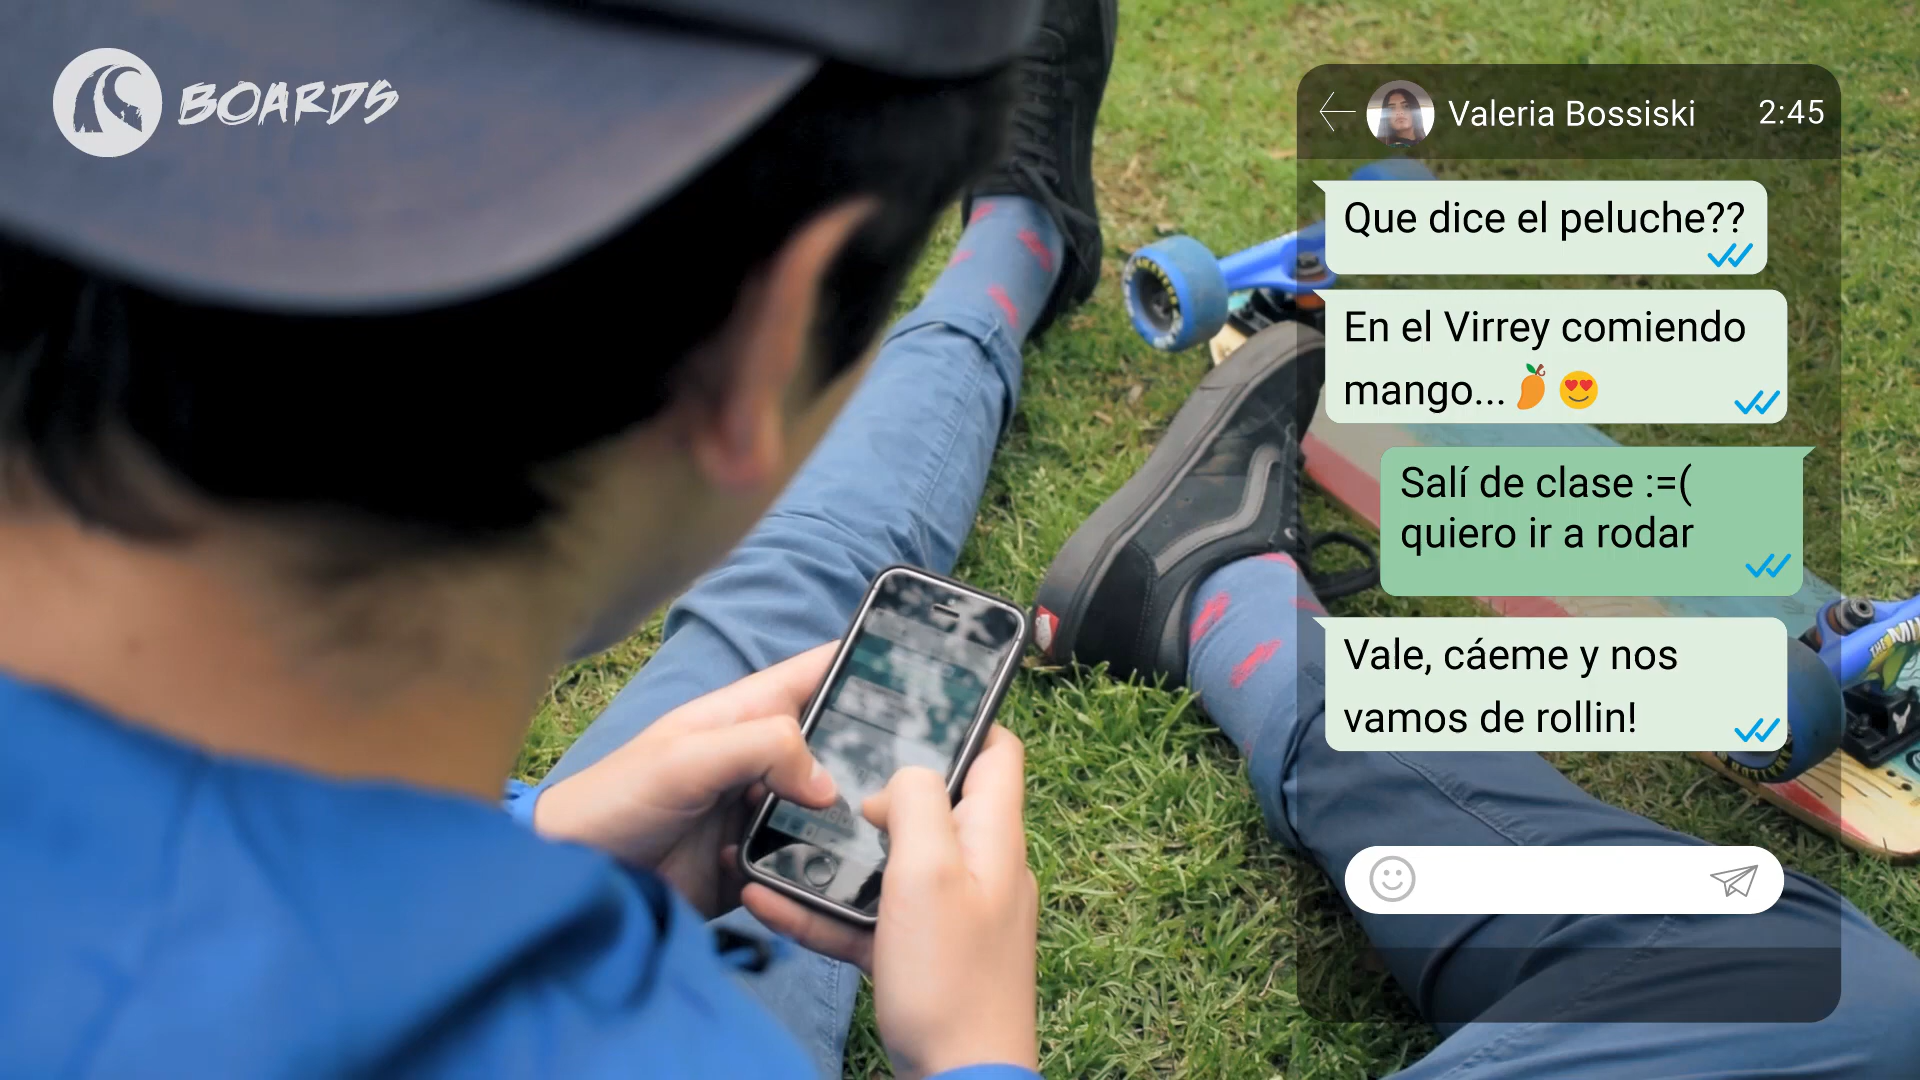 BOARDS
Valeria Bossiski 2:45
Que dice el peluche??
En el Virrey comiendo
mango...🥭😍
Salí de clase :=(
quiero ir a rodar
Vale, cáeme y nos
vamos de rollin!